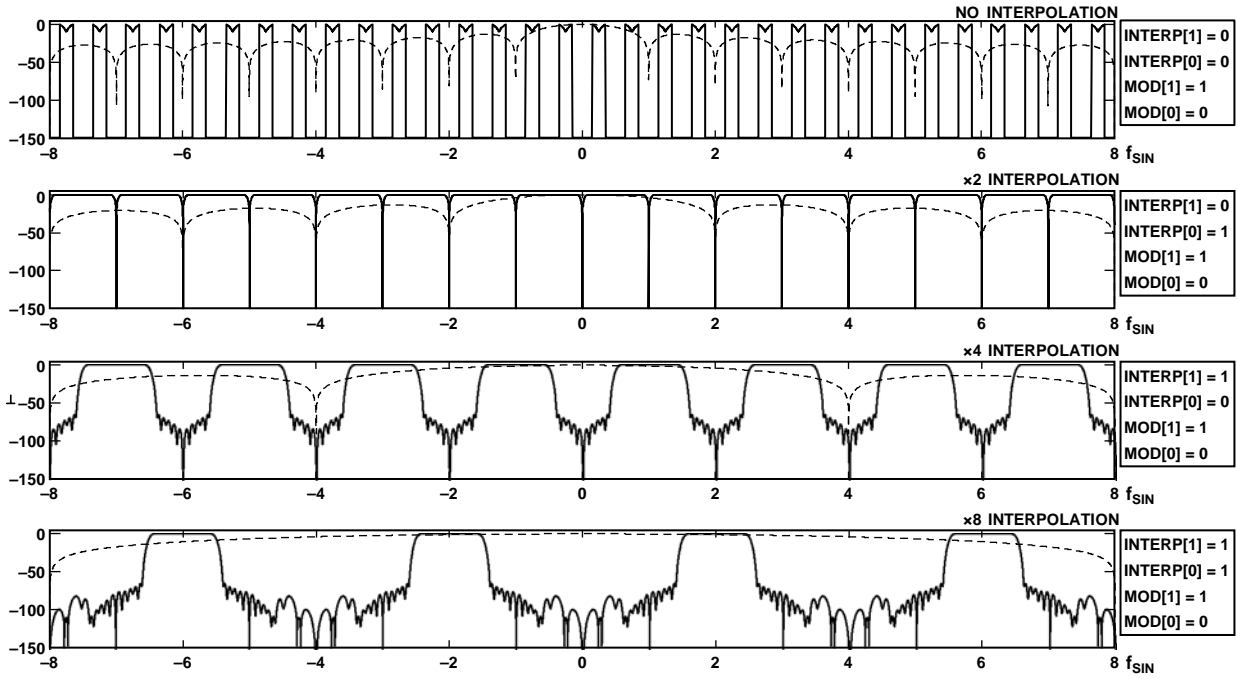 NO INTERPOLATION
0
–50
–100
–150
–8 –6 –4 –2 0 2 4 6 8 fSIN
INTERP[1] = 0
INTERP[0] = 0
MOD[1] = 1
MOD[0] = 0
×2 INTERPOLATION
0
–50
–100
–150
–8 –6 –4 –2 0 2 4 6 8 fSIN
INTERP[1] = 0
INTERP[0] = 1
MOD[1] = 1
MOD[0] = 0
×4 INTERPOLATION
0
–50
–100
–150
–8 –6 –4 –2 0 2 4 6 8 fSIN
INTERP[1] = 1
INTERP[0] = 0
MOD[1] = 1
MOD[0] = 0
×8 INTERPOLATION
0
–50
–100
–150
–8 –6 –4 –2 0 2 4 6 8 fSIN
INTERP[1] = 1
INTERP[0] = 1
MOD[1] = 1
MOD[0] = 0